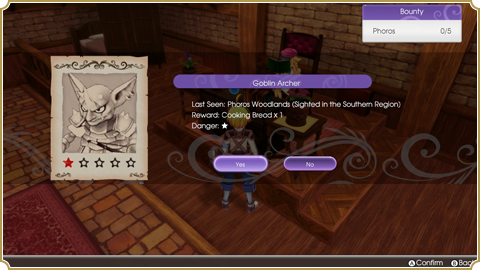 Bounty
Phoros 0/5
Goblin Archer
Last Seen: Phoros Woodlands (Sighted in the Southern Region)
Reward: Cooking Bread x 1
Danger: ★
Yes No
Confirm Back